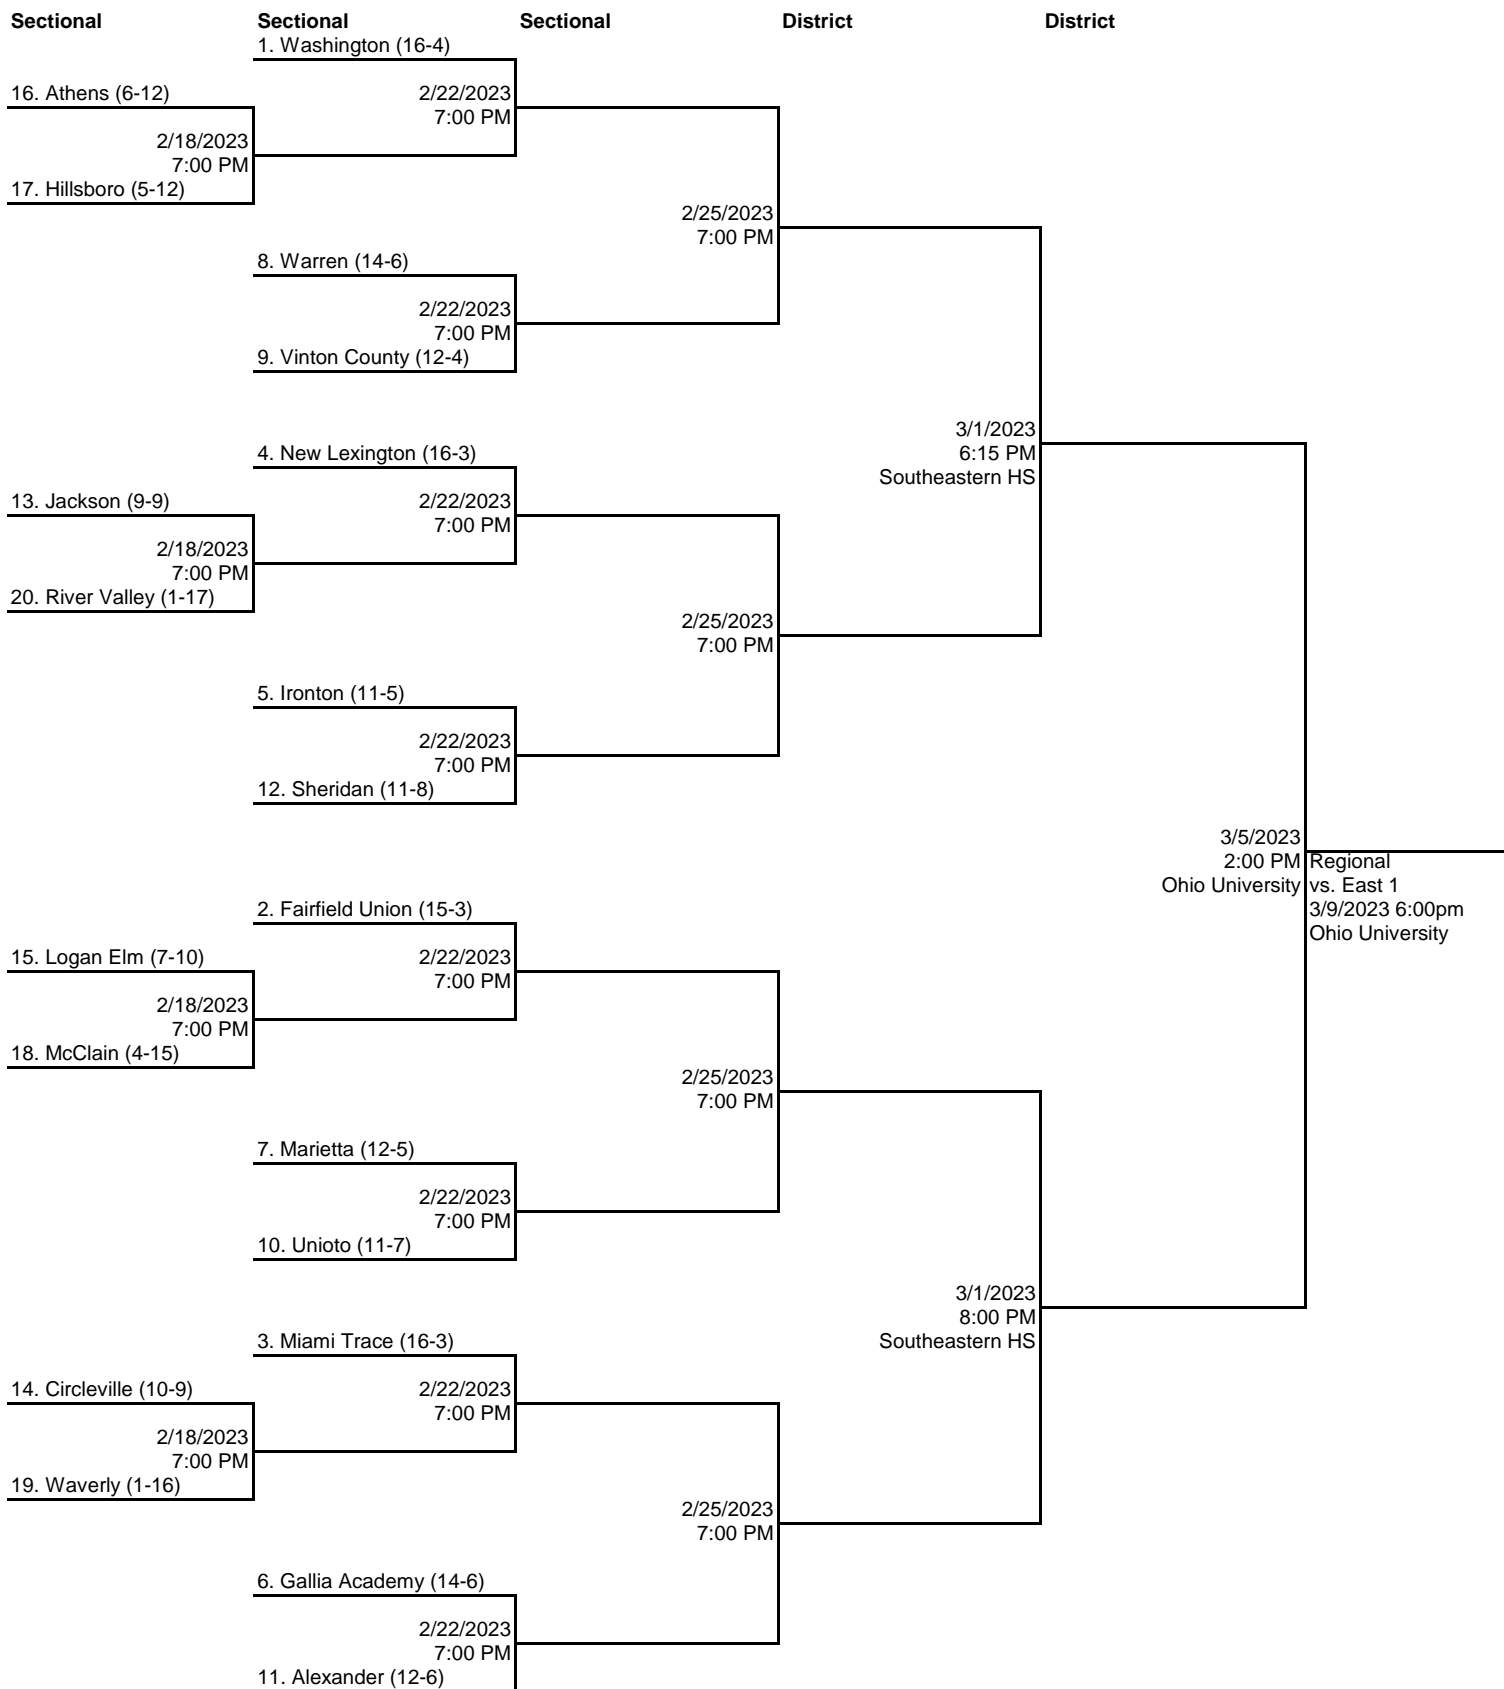 Sectional
Sectional
Sectional
District
District
1. Washington (16-4)
16. Athens (6-12)
2/22/2023
7:00 PM
2/18/2023
7:00 PM
17. Hillsboro (5-12)
2/25/2023
7:00 PM
8. Warren (14-6)
2/22/2023
7:00 PM
9. Vinton County (12-4)
3/1/2023
6:15 PM
Southeastern HS
4. New Lexington (16-3)
13. Jackson (9-9)
2/22/2023
7:00 PM
2/18/2023
7:00 PM
20. River Valley (1-17)
2/25/2023
7:00 PM
5. Ironton (11-5)
2/22/2023
7:00 PM
12. Sheridan (11-8)
3/5/2023
2:00 PM
Ohio University
Regional
vs. East 1
3/9/2023 6:00pm
Ohio University
2. Fairfield Union (15-3)
15. Logan Elm (7-10)
2/22/2023
7:00 PM
2/18/2023
7:00 PM
18. McClain (4-15)
2/25/2023
7:00 PM
7. Marietta (12-5)
2/22/2023
7:00 PM
10. Unioto (11-7)
3/1/2023
8:00 PM
Southeastern HS
3. Miami Trace (16-3)
14. Circleville (10-9)
2/22/2023
7:00 PM
2/18/2023
7:00 PM
19. Waverly (1-16)
2/25/2023
7:00 PM
6. Gallia Academy (14-6)
2/22/2023
7:00 PM
11. Alexander (12-6)